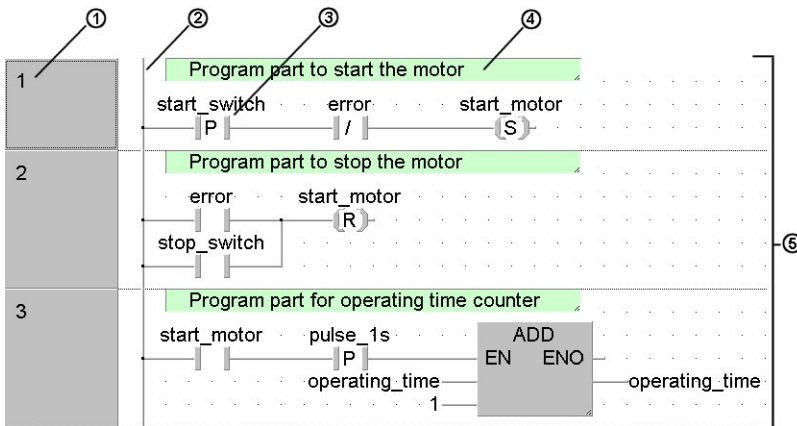 ① ② ③ ④
1 Program part to start the motor
start_switch error start_motor
P / S
2 Program part to stop the motor
error start_motor
R
⑤
stop_switch
3 Program part for operating time counter
start_motor pulse_1s ADD
P EN ENO
operating_time operating_time
1